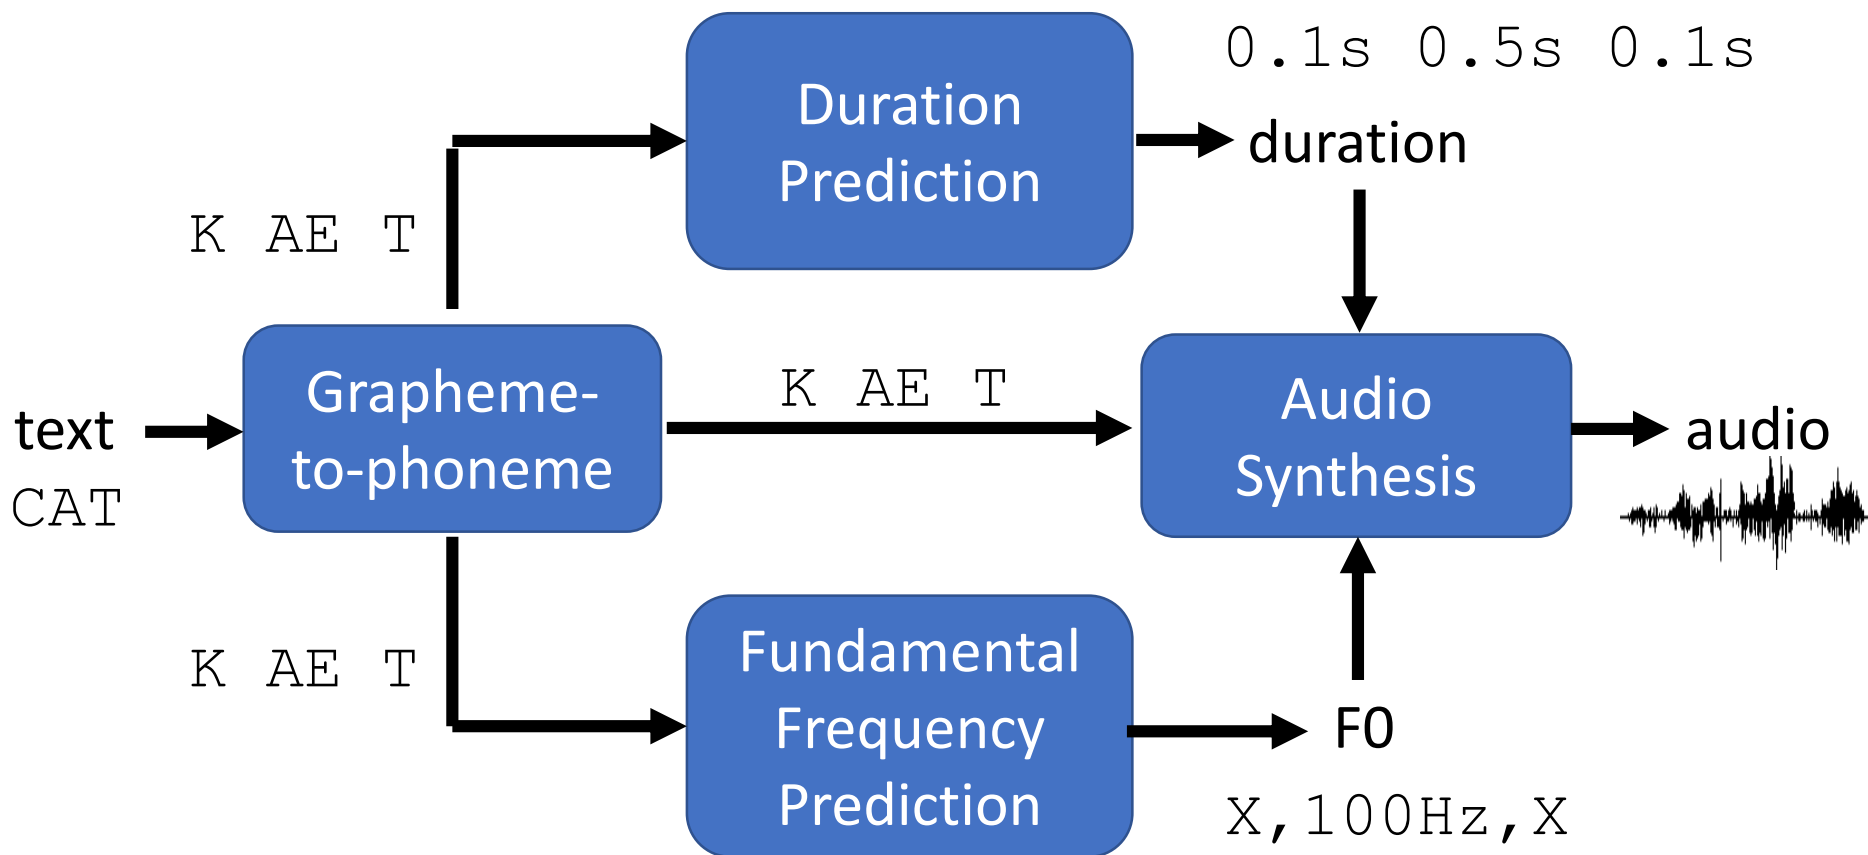 0.1s 0.5s 0.1s
Duration
Prediction
duration
K AE T
Grapheme-
to-phoneme
K AE T
Audio
Synthesis
text
CAT
audio
K AE T
Fundamental
Frequency
Prediction
F0
X,100Hz,X